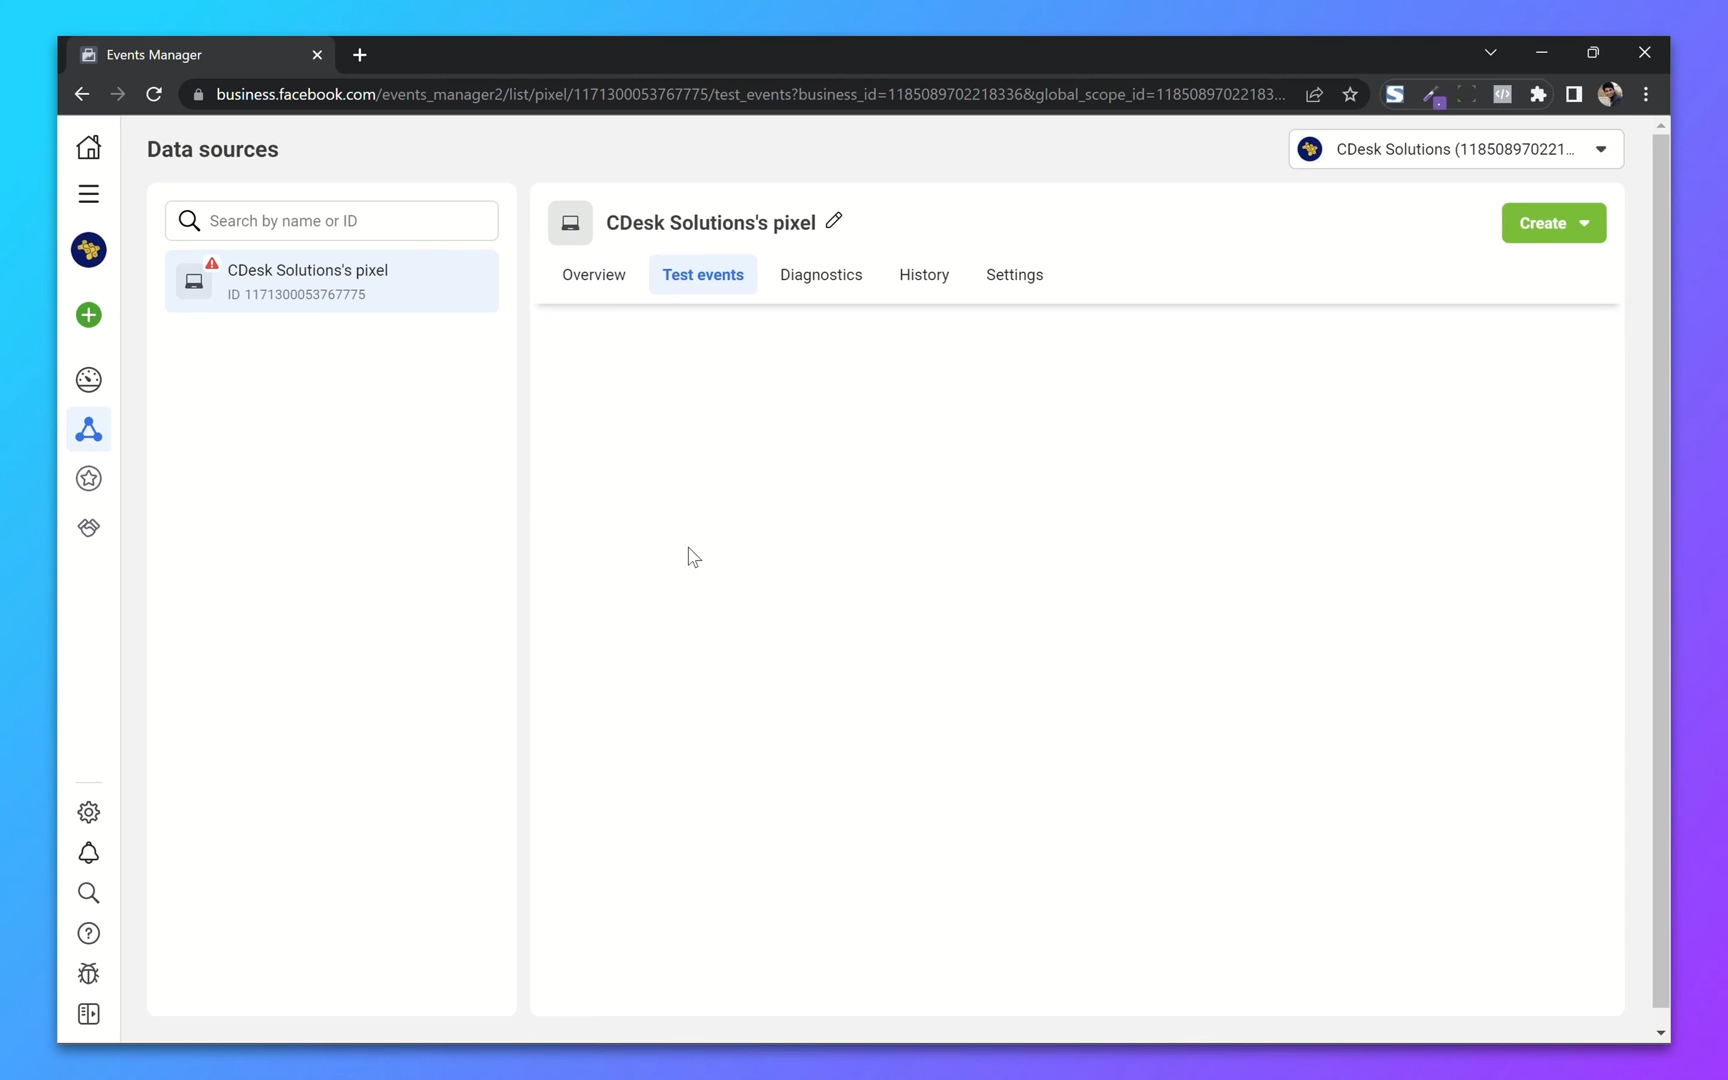 Events Manager
business.facebook.com/events_manager2/list/pixel/1171300053767775/test_events?business_id=1185089702218336&global_scope_id=11850897022183...
Data sources
CDesk Solutions (118508970221...
Search by name or ID
CDesk Solutions's pixel
ID 1171300053767775
CDesk Solutions's pixel
Create
Overview
Test events
Diagnostics
History
Settings